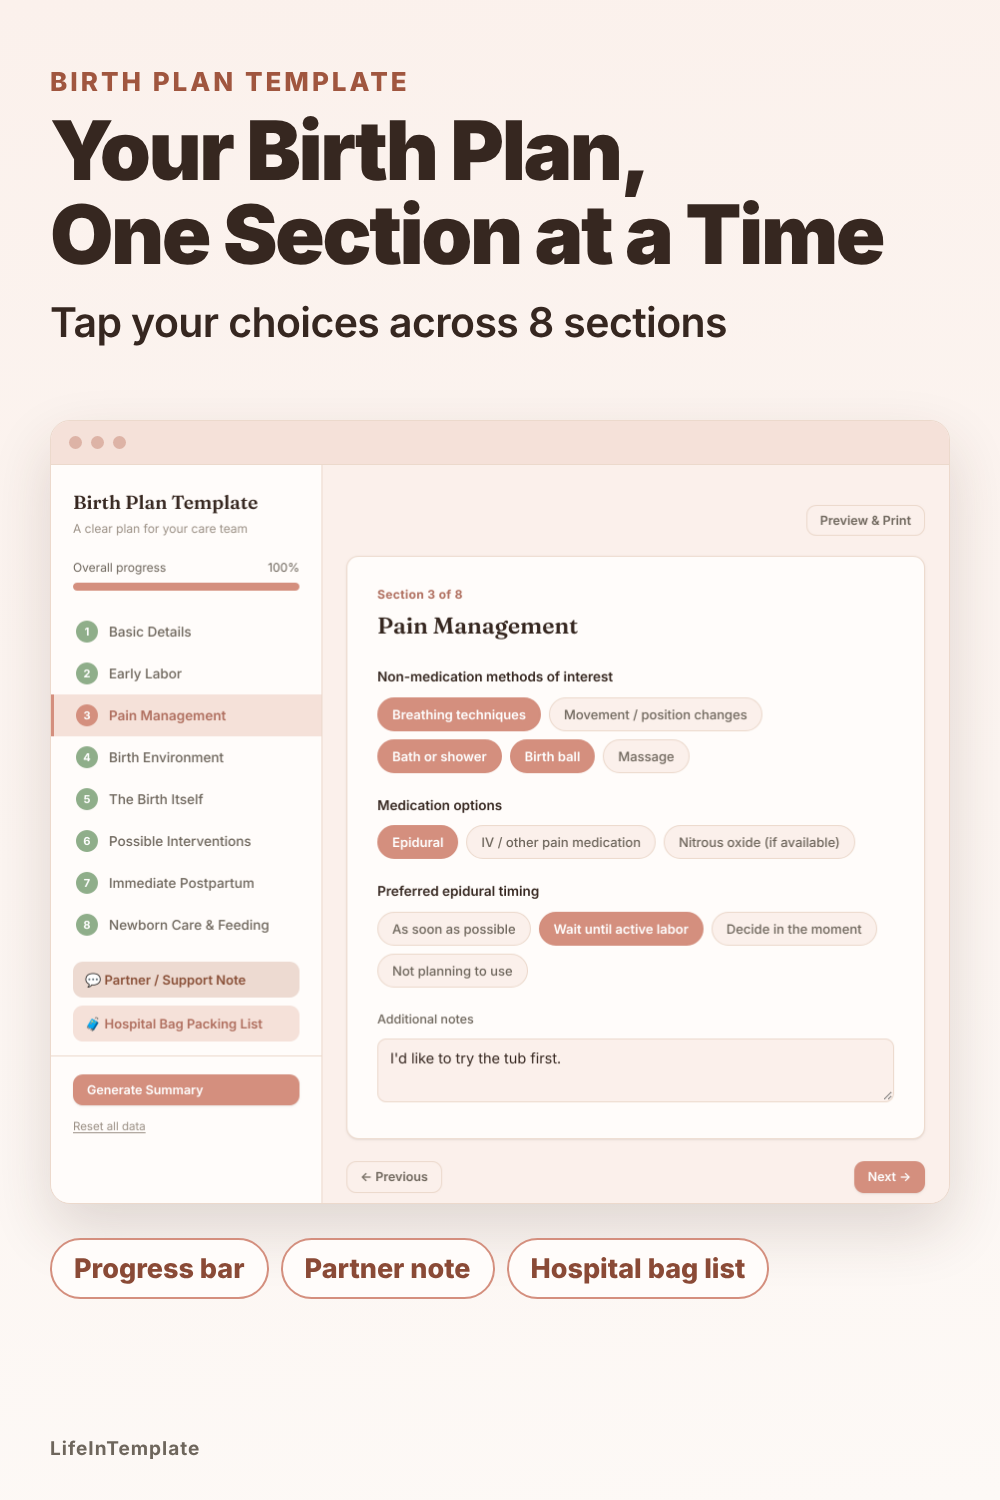 BIRTH PLAN TEMPLATE
Your Birth Plan,
One Section at a Time
Tap your choices across 8 sections
Birth Plan Template
A clear plan for your care team
Overall progress 100%
1 Basic Details
2 Early Labor
3 Pain Management
4 Birth Environment
5 The Birth Itself
6 Possible Interventions
7 Immediate Postpartum
8 Newborn Care & Feeding
💬 Partner / Support Note
🧳 Hospital Bag Packing List
Generate Summary
Reset all data
Preview & Print
Section 3 of 8
Pain Management
Non-medication methods of interest
Breathing techniques Movement / position changes
Bath or shower Birth ball Massage
Medication options
Epidural IV / other pain medication Nitrous oxide (if available)
Preferred epidural timing
As soon as possible Wait until active labor Decide in the moment
Not planning to use
Additional notes
I'd like to try the tub first.
← Previous Next →
Progress bar Partner note Hospital bag list
LifeInTemplate